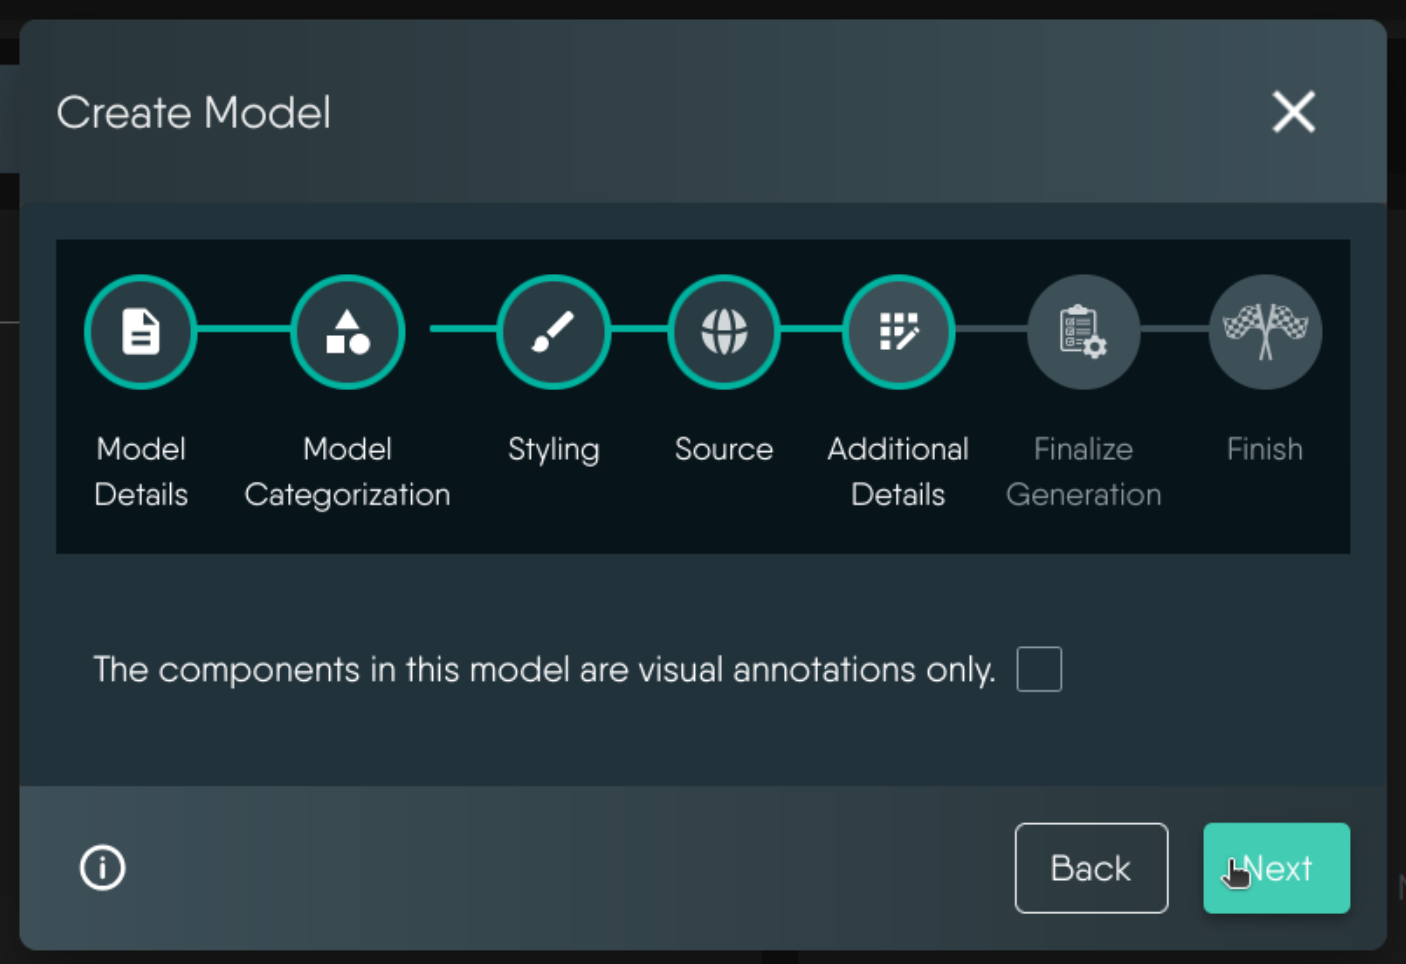 Create Model
Model Details
Model Categorization
Styling
Source
Additional Details
Finalize Generation
Finish
The components in this model are visual annotations only.
Back
Next